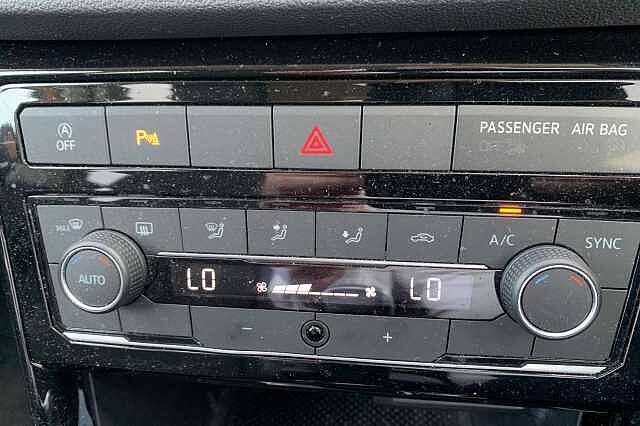 A OFF
P
PASSENGER AIR BAG
MAX
A/C
SYNC
AUTO
LO
LO
- +